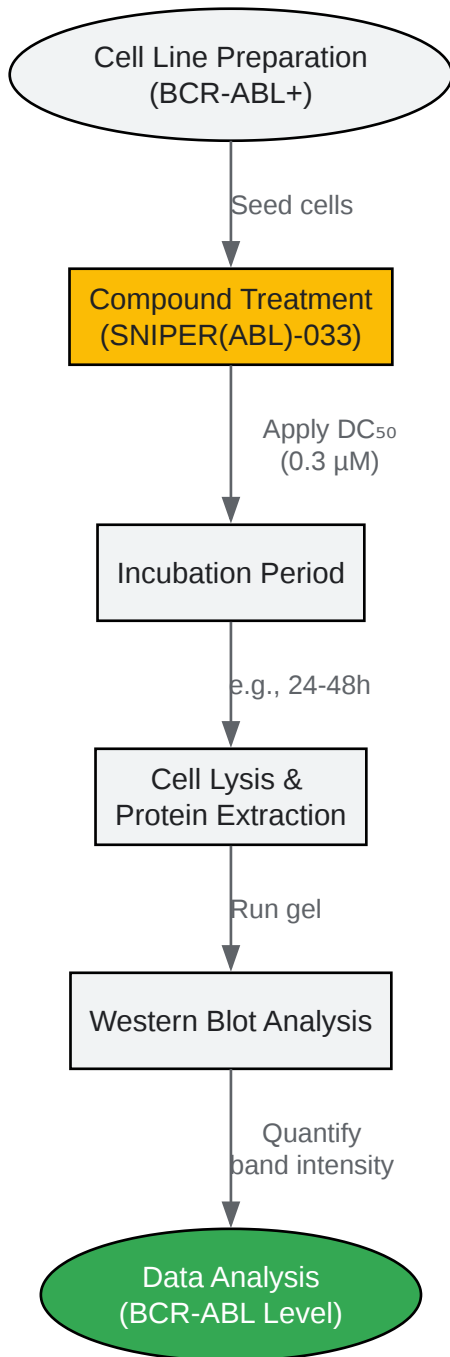 Cell Line Preparation
(BCR-ABL+)
Seed cells
Compound Treatment
(SNIPER(ABL)-033)
Apply DC₅₀
(0.3 µM)
Incubation Period
e.g., 24-48h
Cell Lysis &
Protein Extraction
Run gel
Western Blot Analysis
Quantify
band intensity
Data Analysis
(BCR-ABL Level)